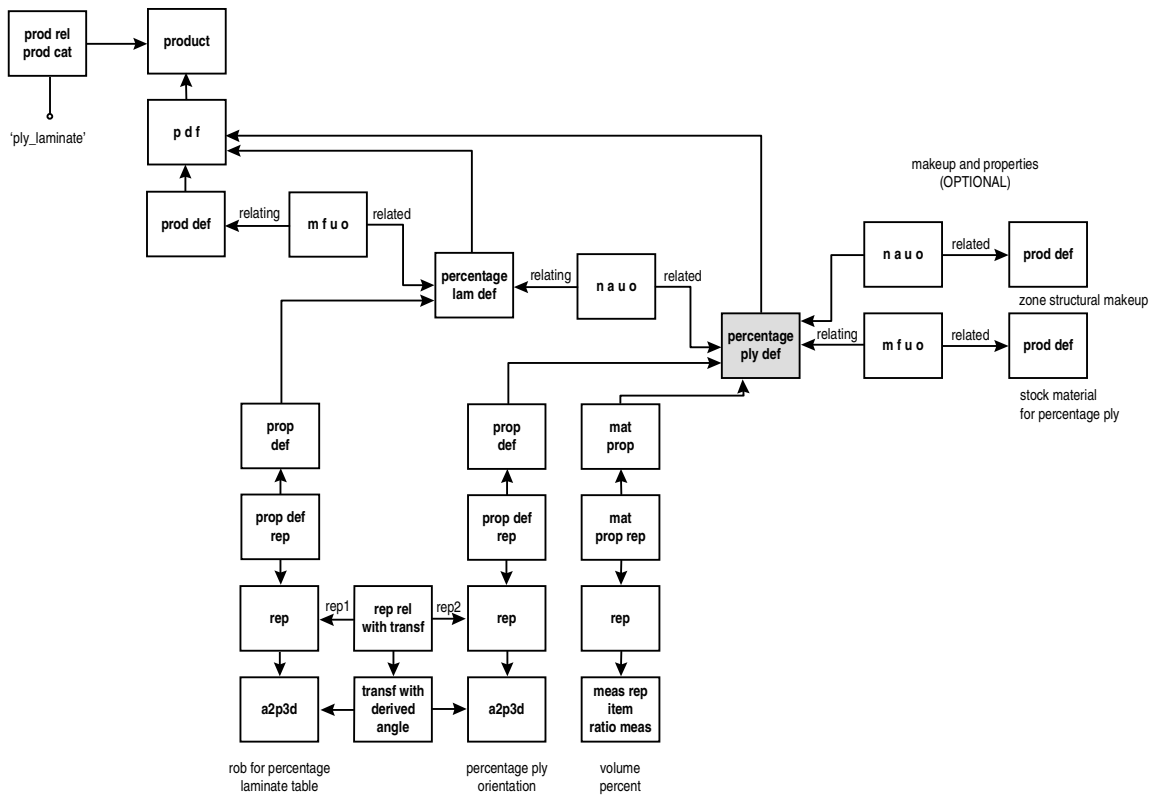 prod rel
prod cat
product
'ply_laminate'
p d f
makeup and properties
(OPTIONAL)
prod def
relating
m f u o
related
n a u o
related
prod def
percentage
lam def
relating
n a u o
related
zone structural makeup
percentage
ply def
relating
m f u o
related
prod def
stock material
for percentage ply
prop
def
prop
def
mat
prop
prop def
rep
prop def
rep
mat
prop rep
rep
rep1
rep rel
with transf
rep2
rep
rep
a2p3d
transf with
derived
angle
a2p3d
meas rep
item
ratio meas
rob for percentage
laminate table
percentage ply
orientation
volume
percent